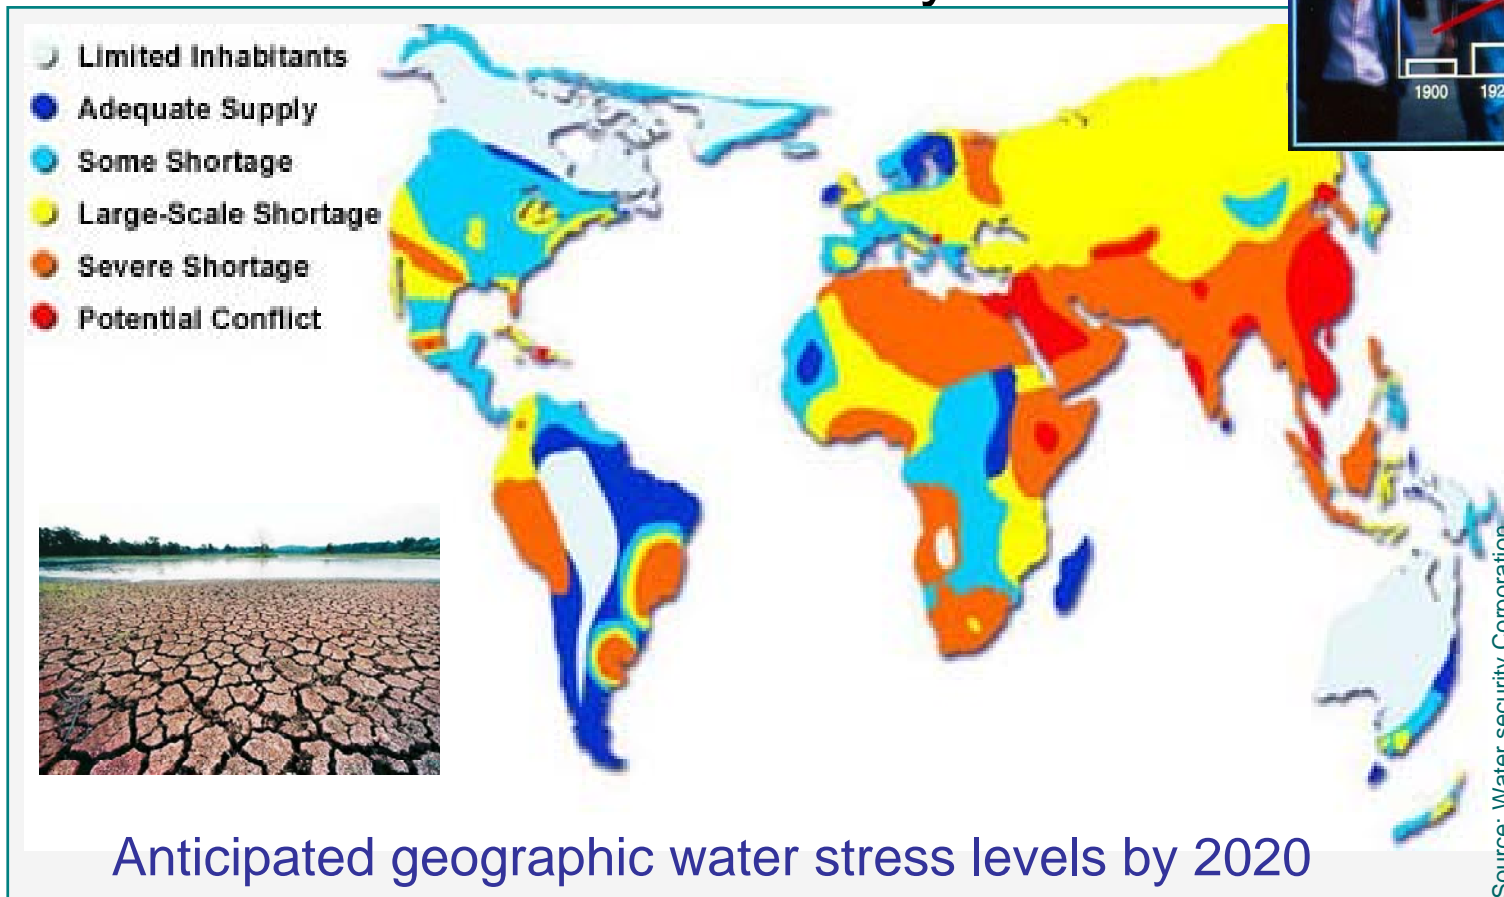 1900
Limited Inhabitants
Adequate Supply
Some Shortage
Large-Scale Shortage
Severe Shortage
Potential Conflict
Source: Water security Corporation
Anticipated geographic water stress levels by 2020